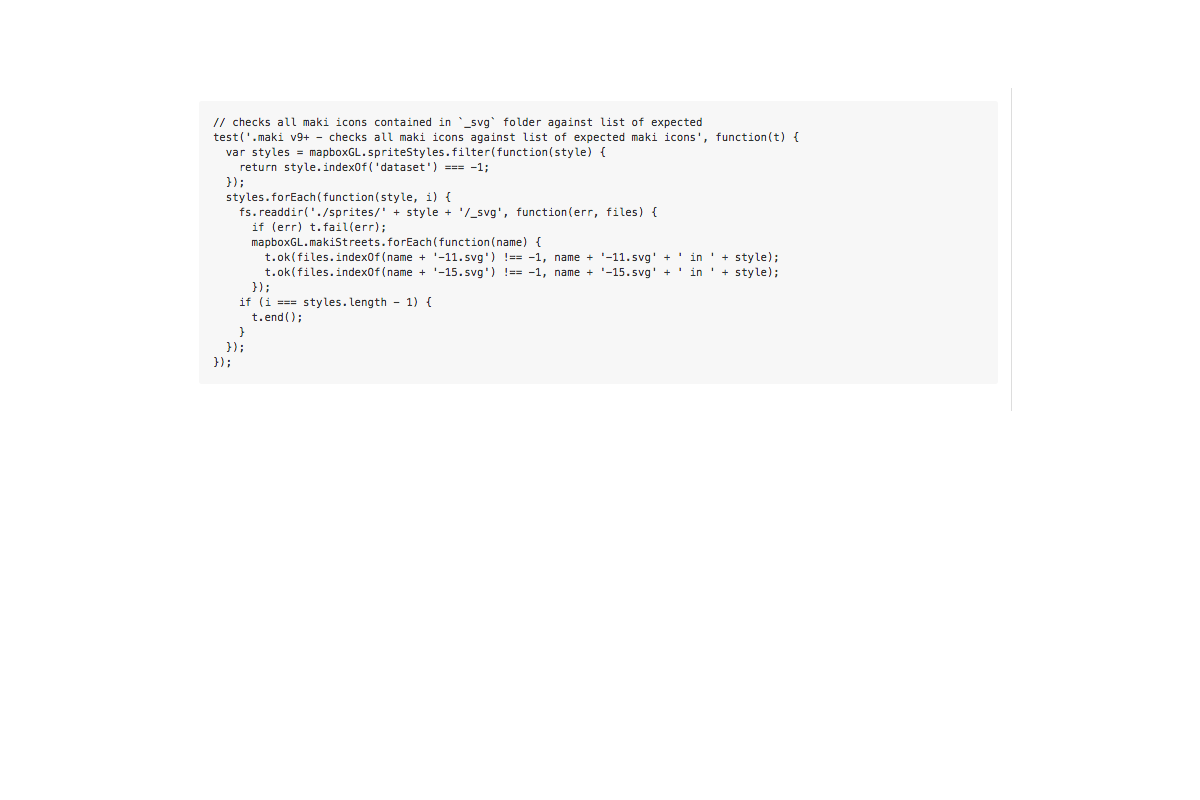 // checks all maki icons contained in `_svg` folder against list of expected
test('.maki v9+ – checks all maki icons against list of expected maki icons', function(t) {
  var styles = mapboxGL.spriteStyles.filter(function(style) {
    return style.indexOf('dataset') === -1;
  });
  styles.forEach(function(style, i) {
    fs.readdir('./sprites/' + style + '/_svg', function(err, files) {
      if (err) t.fail(err);
      mapboxGL.makiStreets.forEach(function(name) {
        t.ok(files.indexOf(name + '-11.svg') !== -1, name + '-11.svg' + ' in ' + style);
        t.ok(files.indexOf(name + '-15.svg') !== -1, name + '-15.svg' + ' in ' + style);
      });
    if (i === styles.length - 1) {
      t.end();
    }
  });
});